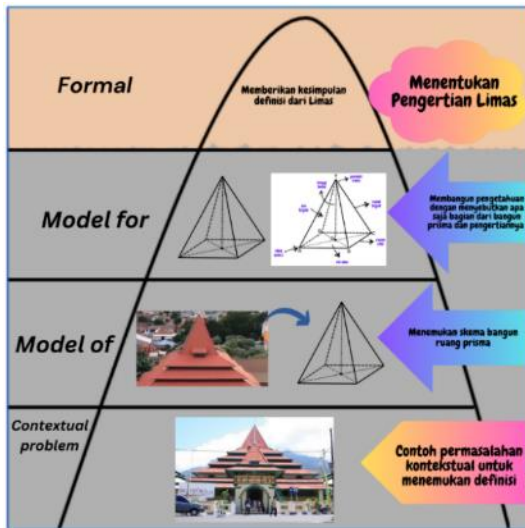 Formal
Memberikan kesimpulan
definisi dari Limas
Menentukan
Pengertian Limas
Model for
Membangun pengetahuan
dengan menyebutkan apa
saja bagian dari bangun
prisma dan pengertiannya
Model of
Menemukan skema bangun
ruang prisma
Contextual
problem
Contoh permasalahan
kontekstual untuk
menemukan definisi